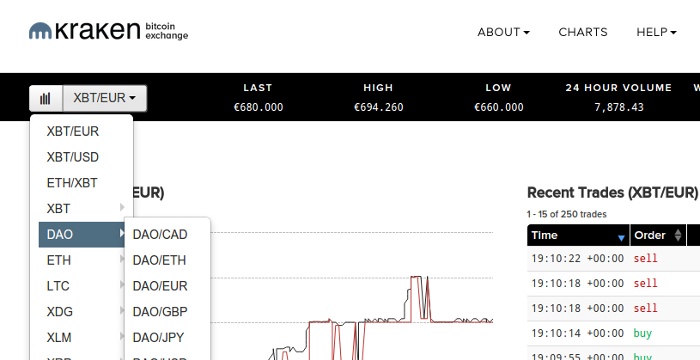 kraken bitcoin exchange
ABOUT CHARTS HELP
LAST HIGH LOW 24 HOUR VOLUME
XBT/EUR €680.000 €694.260 €660.000 7,878.43
XBT/EUR
XBT/USD
ETH/XBT
EUR) Recent Trades (XBT/EUR)
XBT
1 - 15 of 250 trades
DAO DAO/CAD Time Order
ETH DAO/ETH 19:10:22 +00:00 sell
LTC DAO/EUR 19:10:18 +00:00 sell
XDG DAO/GBP 19:10:18 +00:00 sell
XLM DAO/JPY 19:10:14 +00:00 buy
19:09:55 +00:00 buy